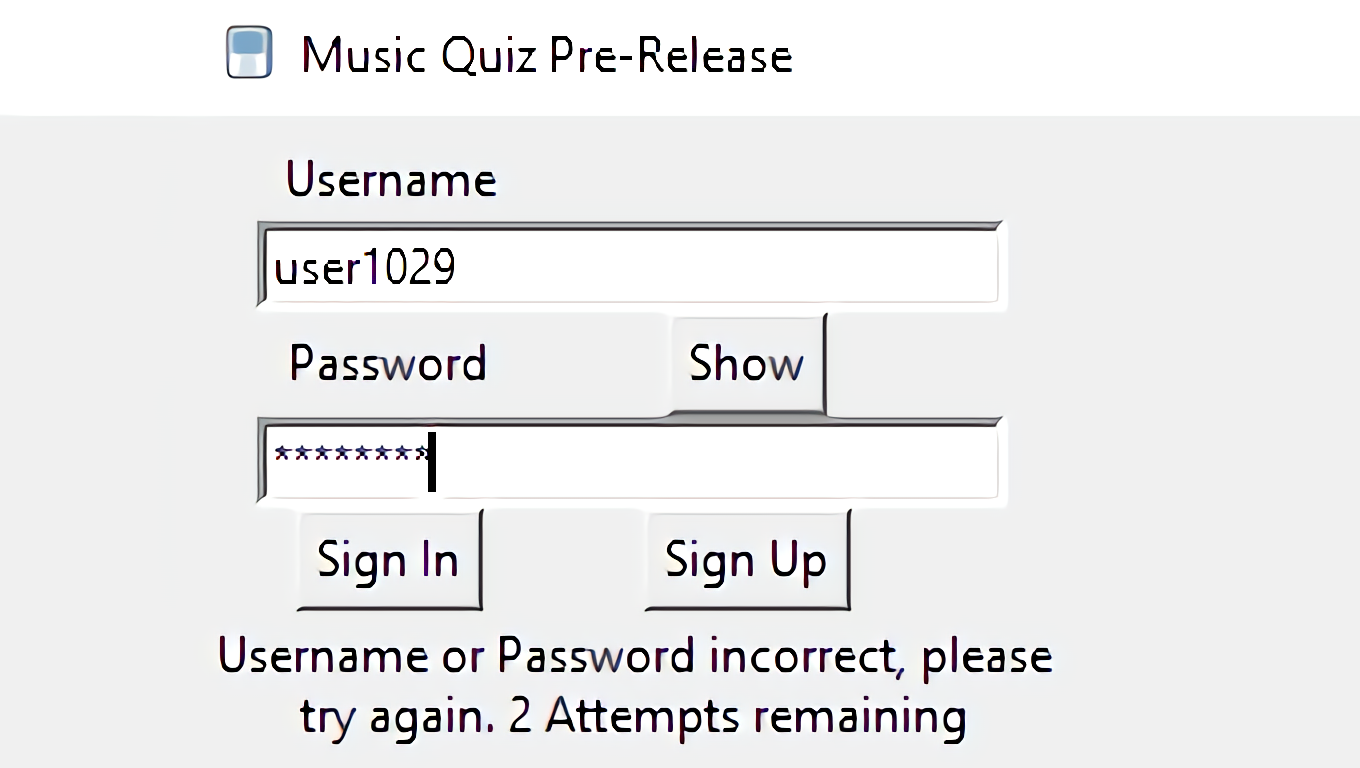 Music Quiz Pre-Release
Username
user1029
Password Show
********
Sign In Sign Up
Username or Password incorrect, please
try again. 2 Attempts remaining